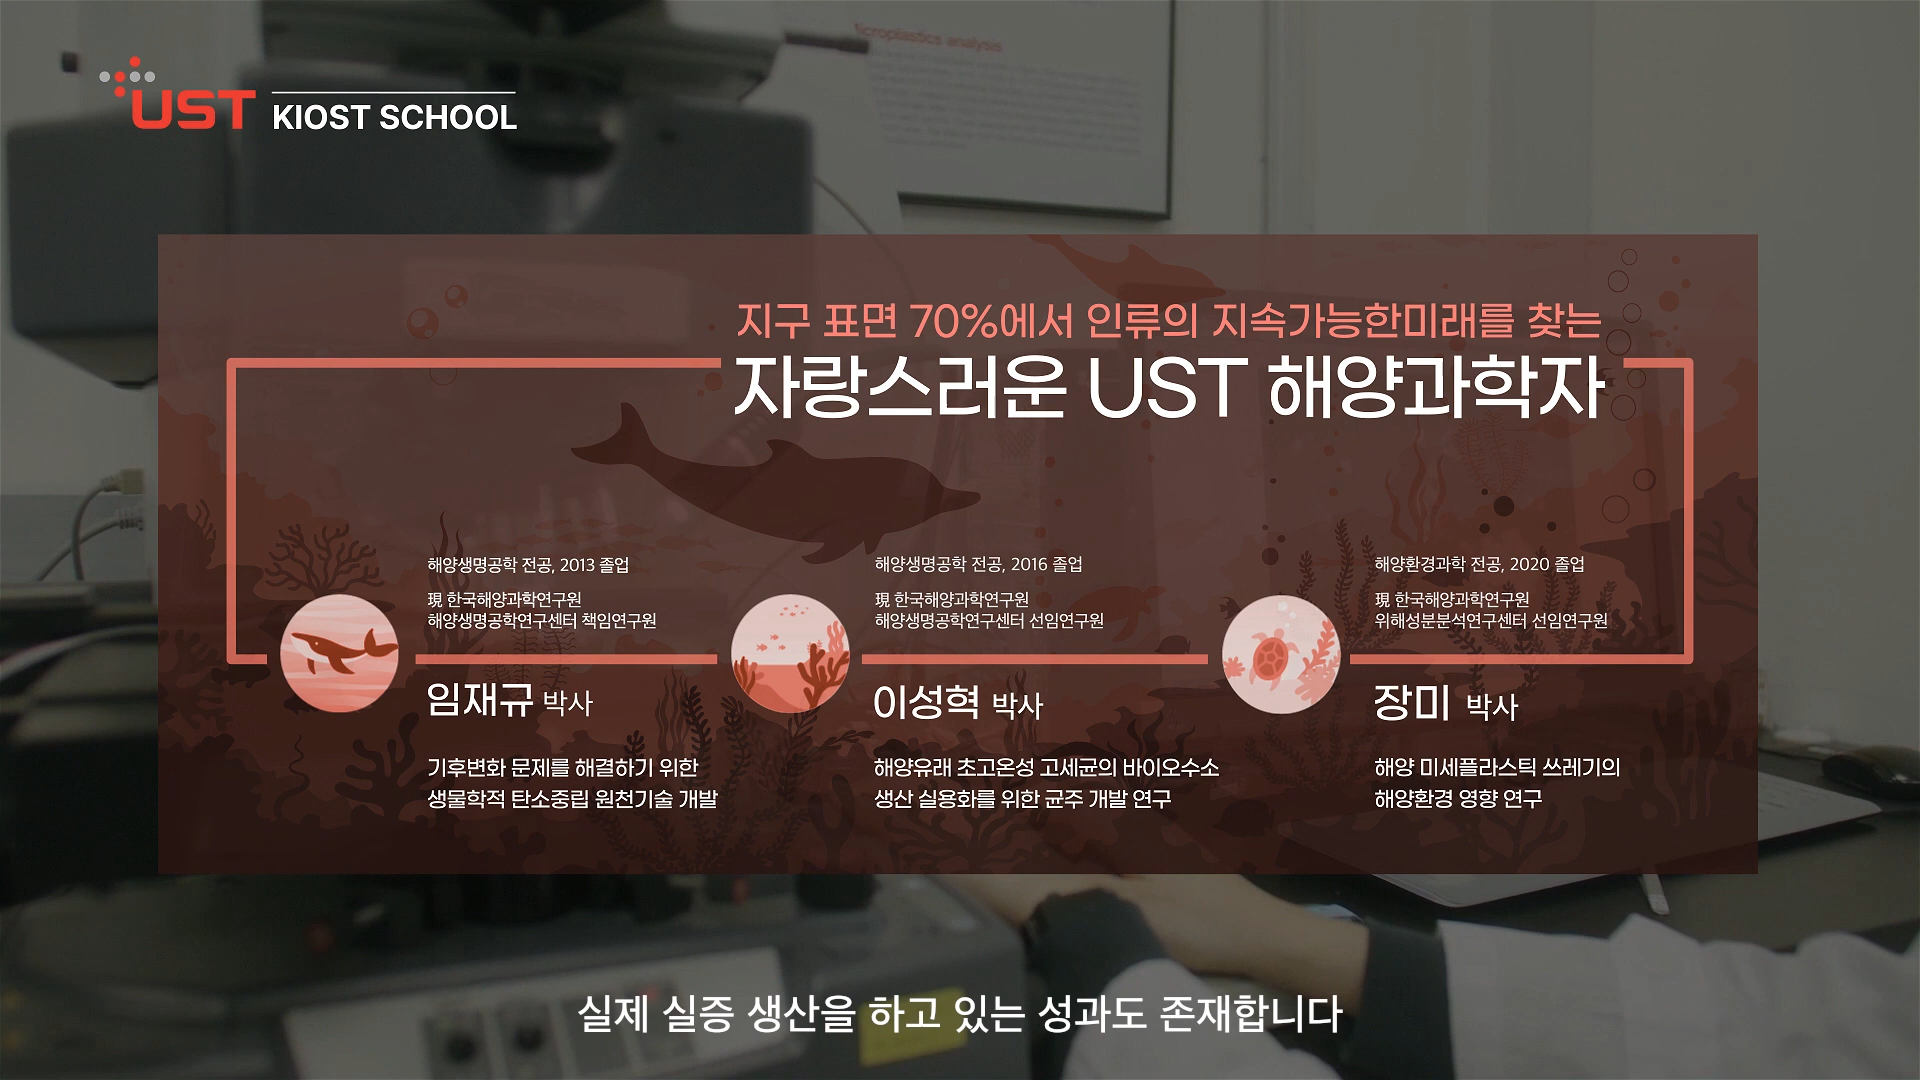 UST KIOST SCHOOL
microplastics analysis
지구 표면 70%에서 인류의 지속가능한미래를 찾는
자랑스러운 UST 해양과학자
해양생명공학 전공, 2013 졸업
現 한국해양과학연구원
해양생명공학연구센터 책임연구원
임재규 박사
기후변화 문제를 해결하기 위한
생물학적 탄소중립 원천기술 개발
해양생명공학 전공, 2016 졸업
現 한국해양과학연구원
해양생명공학연구센터 선임연구원
이성혁 박사
해양유래 초고온성 고세균의 바이오수소
생산 실용화를 위한 균주 개발 연구
해양환경과학 전공, 2020 졸업
現 한국해양과학연구원
위해성분분석연구센터 선임연구원
장미 박사
해양 미세플라스틱 쓰레기의
해양환경 영향 연구
실제 실증 생산을 하고 있는 성과도 존재합니다